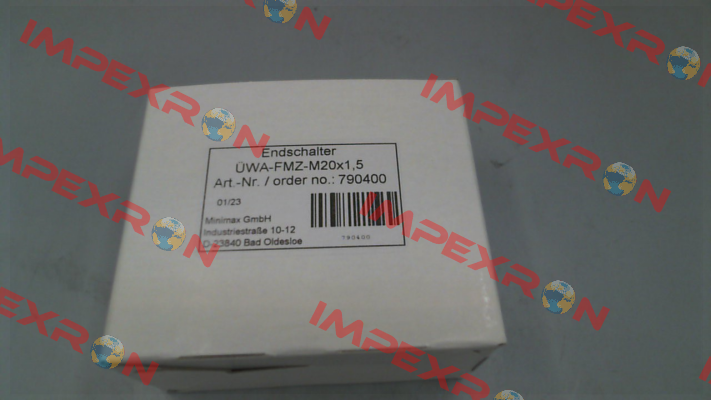 Endschalter
ÜWA-FMZ-M20x1,5
Art.-Nr. / order no.: 790400
01/23
Minimax GmbH
Industriestraße 10-12
D-23840 Bad Oldesloe
790400
IMPEXRON
IMPEXRON
IMPEXRON
IMPEXRON
IMPEXRON
IMPEXRON
IMPEXRON